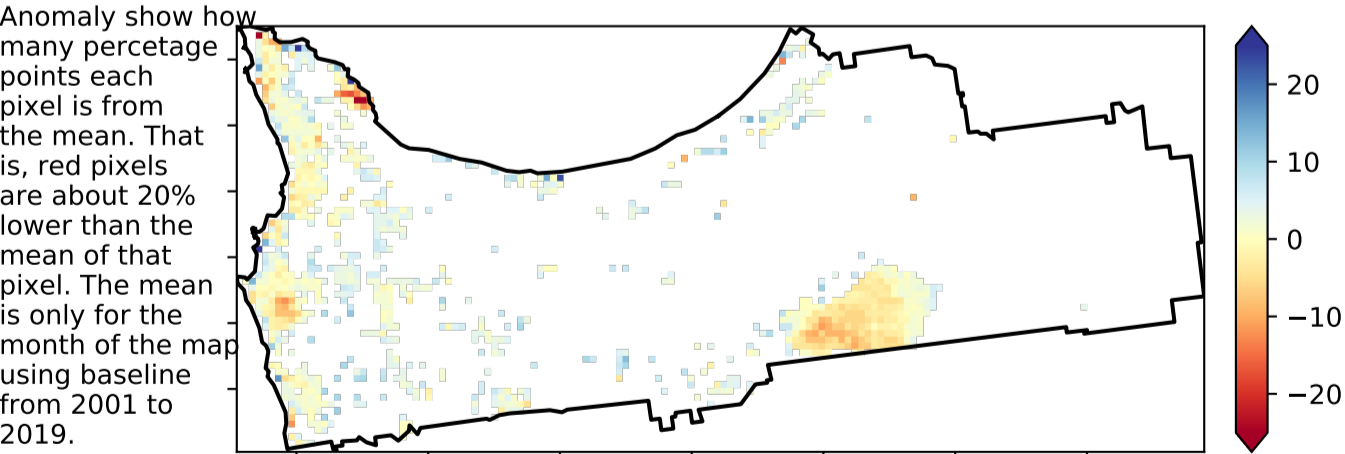 Anomaly show how
many percetage
points each
pixel is from
the mean. That
is, red pixels
are about 20%
lower than the
mean of that
pixel. The mean
is only for the
month of the map
using baseline
from 2001 to
2019.
20
10
0
−10
−20